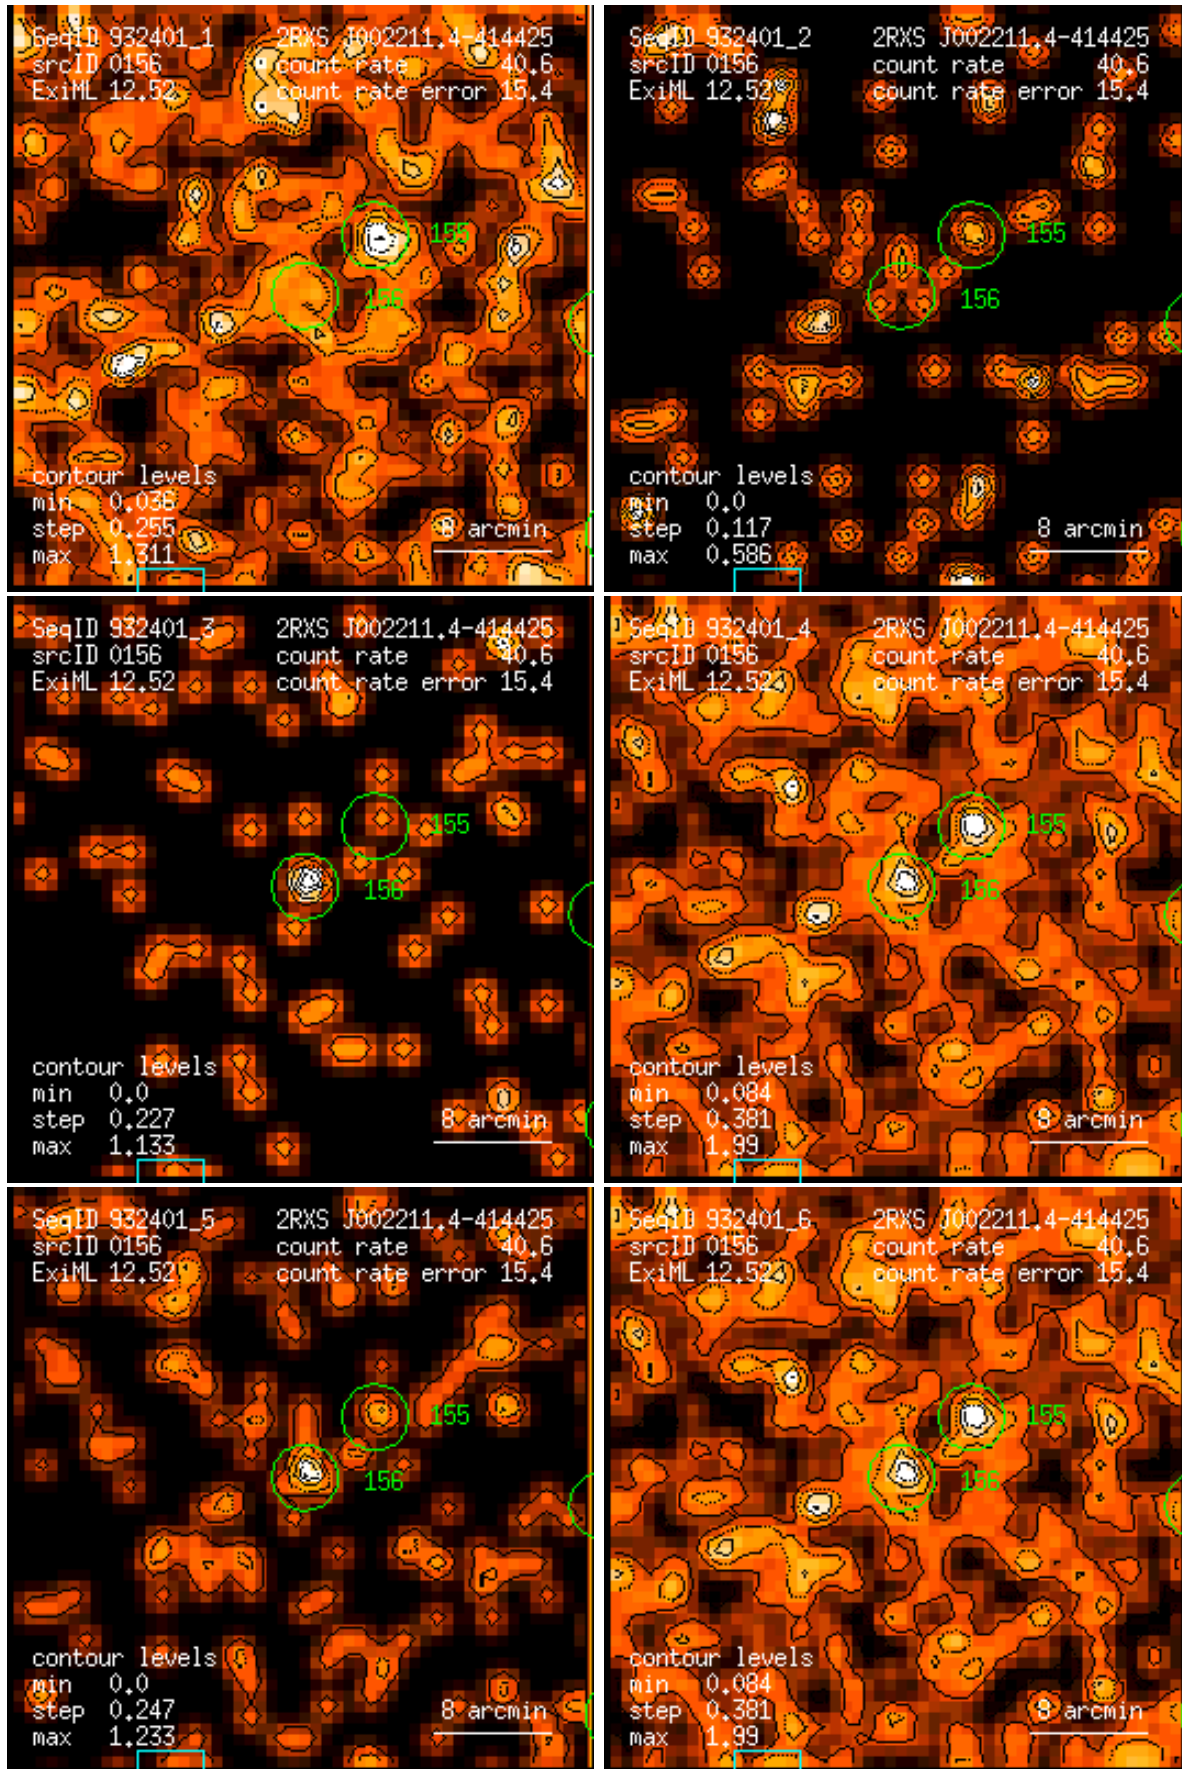 SeqID 932401_1 2RXS J002211.4-414425
srcID 0156 count rate 40.6
ExiML 12.52 count rate error 15.4
155
156
contour levels
min 0.036
step 0.255
max 1.311
8 arcmin
SeqID 932401_2 2RXS J002211.4-414425
srcID 0156 count rate 40.6
ExiML 12.52 count rate error 15.4
155
156
contour levels
min 0.0
step 0.117
max 0.586
8 arcmin
SeqID 932401_3 2RXS J002211.4-414425
srcID 0156 count rate 40.6
ExiML 12.52 count rate error 15.4
155
156
contour levels
min 0.0
step 0.227
max 1.133
8 arcmin
SeqID 932401_4 2RXS J002211.4-414425
srcID 0156 count rate 40.6
ExiML 12.52 count rate error 15.4
155
156
contour levels
min 0.084
step 0.381
max 1.99
8 arcmin
SeqID 932401_5 2RXS J002211.4-414425
srcID 0156 count rate 40.6
ExiML 12.52 count rate error 15.4
155
156
contour levels
min 0.0
step 0.247
max 1.233
8 arcmin
SeqID 932401_6 2RXS J002211.4-414425
srcID 0156 count rate 40.6
ExiML 12.52 count rate error 15.4
155
156
contour levels
min 0.084
step 0.381
max 1.99
8 arcmin